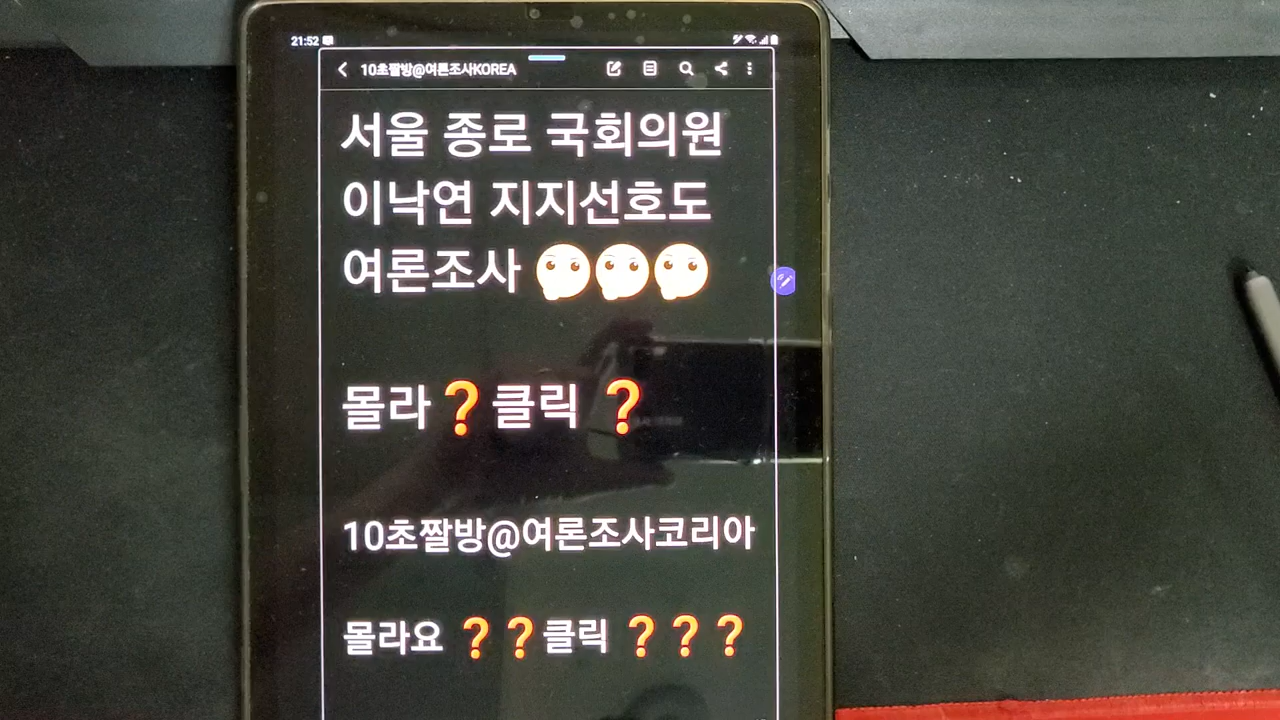 21:52
10초짤방@여론조사KOREA
서울 종로 국회의원
이낙연 지지선호도
여론조사 🤔🤔🤔
몰라❓클릭 ❓
10초짤방@여론조사코리아
몰라요 ❓❓클릭 ❓❓❓